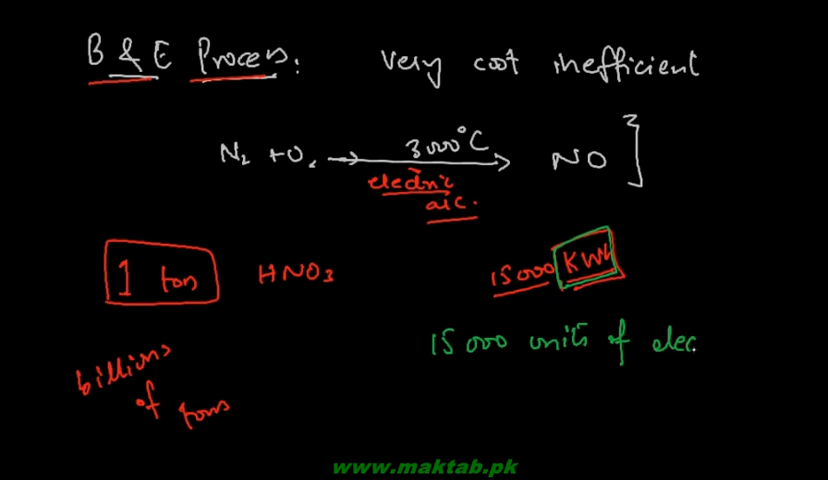 B & E Process: very cost inefficient
N₂ + O₂ → 3000°C NO ]
electric
arc.
1 ton HNO₃ 15000 KWh
15000 units of elec
billions
of tons
www.maktab.pk